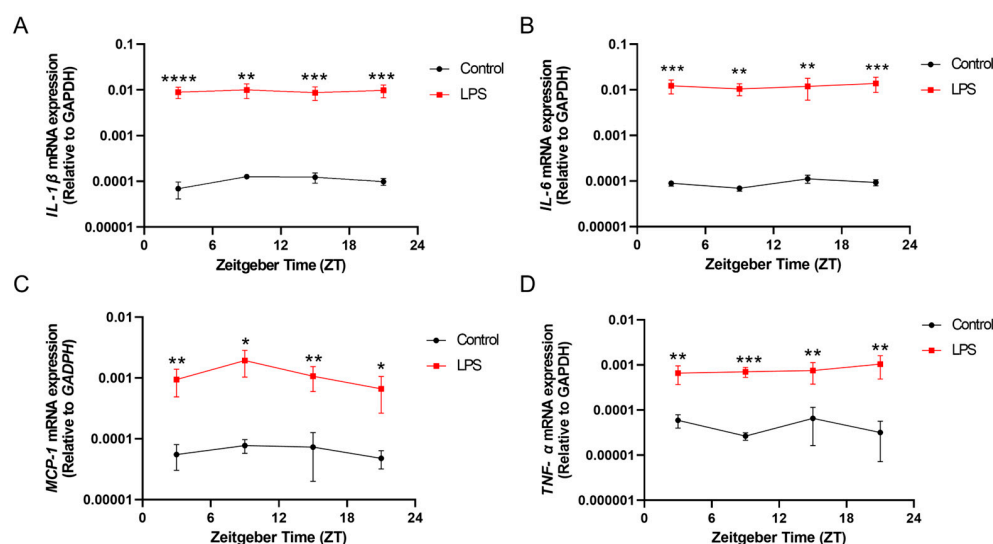 A
IL-1β mRNA expression
(Relative to GAPDH)
0.1
0.01
0.001
0.0001
0.00001
**** ** *** ***
0 6 12 18 24
Zeitgeber Time (ZT)
Control
LPS
B
IL-6 mRNA expression
(Relative to GAPDH)
0.1
0.01
0.001
0.0001
0.00001
*** ** ** ***
0 6 12 18 24
Zeitgeber Time (ZT)
Control
LPS
C
MCP-1 mRNA expression
(Relative to GADPH)
0.01
0.001
0.0001
0.00001
** * ** *
0 6 12 18 24
Zeitgeber Time (ZT)
Control
LPS
D
TNF- α mRNA expression
(Relative to GAPDH)
0.01
0.001
0.0001
0.00001
0.000001
** *** ** **
0 6 12 18 24
Zeitgeber Time (ZT)
Control
LPS